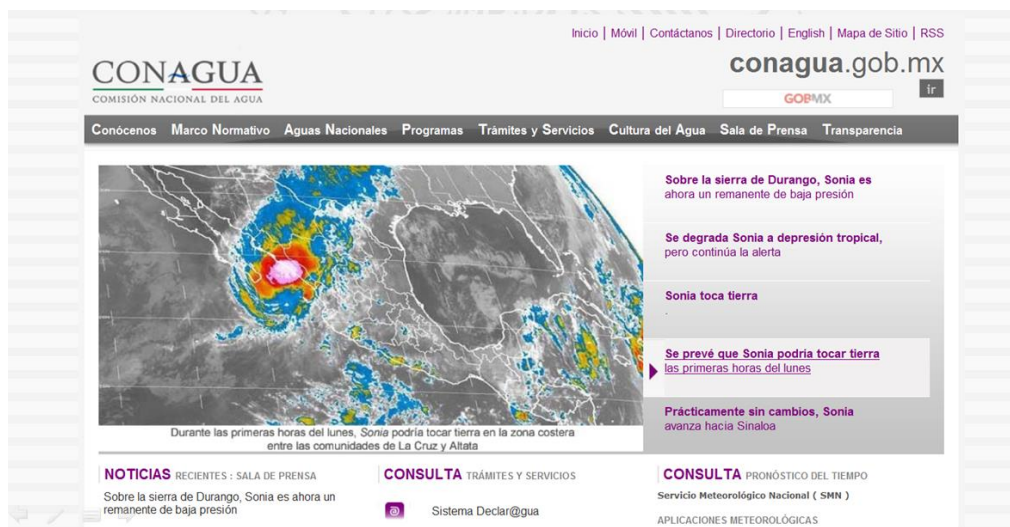 Inicio | Móvil | Contáctanos | Directorio | English | Mapa de Sitio | RSS
CONAGUA
COMISIÓN NACIONAL DEL AGUA
conagua.gob.mx
GOBMX
ir
Conócenos Marco Normativo Aguas Nacionales Programas Trámites y Servicios Cultura del Agua Sala de Prensa Transparencia
Durante las primeras horas del lunes, Sonia podría tocar tierra en la zona costera
entre las comunidades de La Cruz y Altata
Sobre la sierra de Durango, Sonia es
ahora un remanente de baja presión
Se degrada Sonia a depresión tropical,
pero continúa la alerta
Sonia toca tierra
.
Se prevé que Sonia podría tocar tierra
las primeras horas del lunes
Prácticamente sin cambios, Sonia
avanza hacia Sinaloa
NOTICIAS RECIENTES : SALA DE PRENSA
Sobre la sierra de Durango, Sonia es ahora un
remanente de baja presión
CONSULTA TRÁMITES Y SERVICIOS
@ Sistema Declar@gua
CONSULTA PRONÓSTICO DEL TIEMPO
Servicio Meteorológico Nacional ( SMN )
APLICACIONES METEOROLÓGICAS